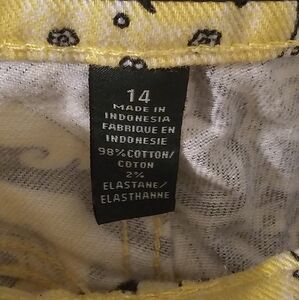 14
MADE IN
INDONESIA
FABRIQUE EN
INDONESIE
98% COTTON/
COTON
2%
ELASTANE/
ELASTHANNE